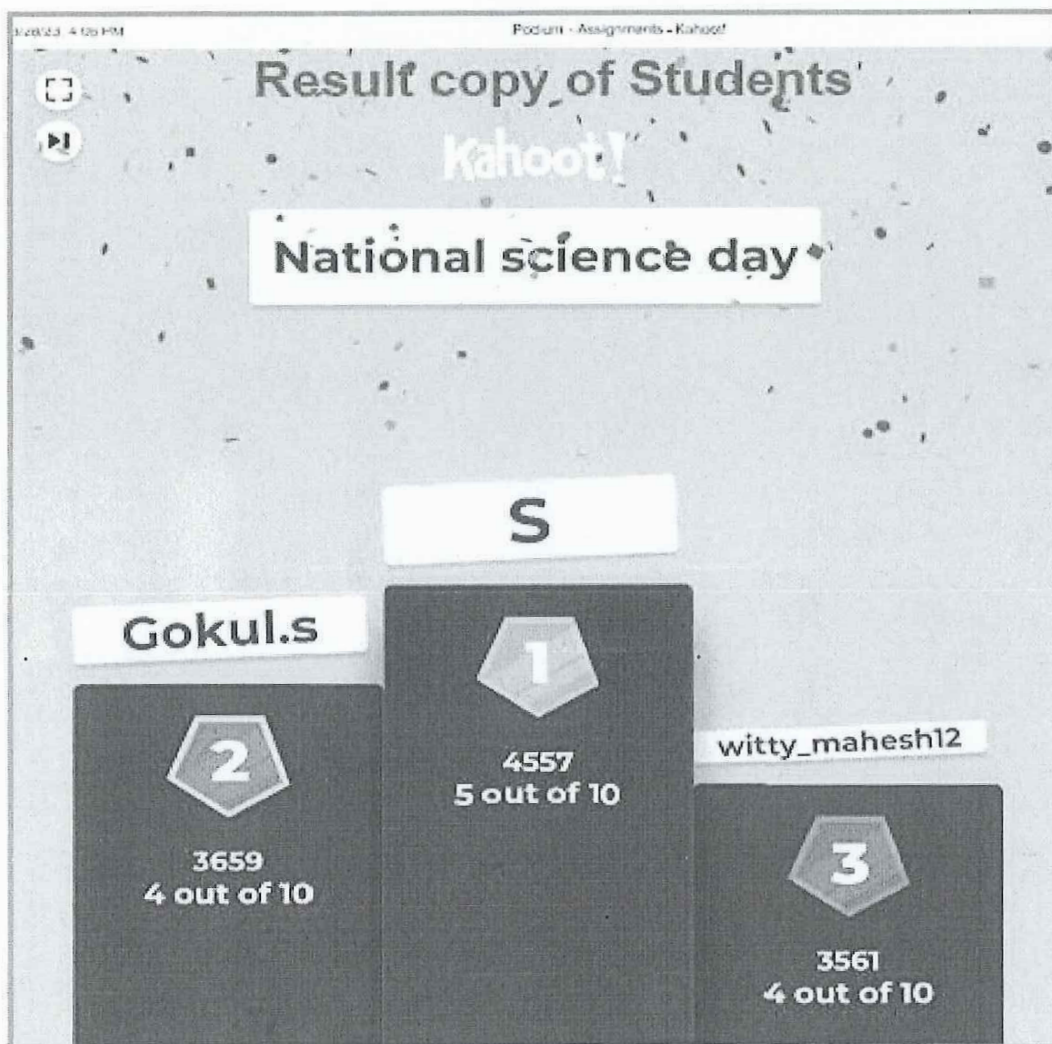 Podium - Assignments - Kahoot!
Result copy of Students
Kahoot!
National science day
S
Gokul.s
1
2
witty_mahesh12
4557
5 out of 10
3
3659
4 out of 10
3561
4 out of 10